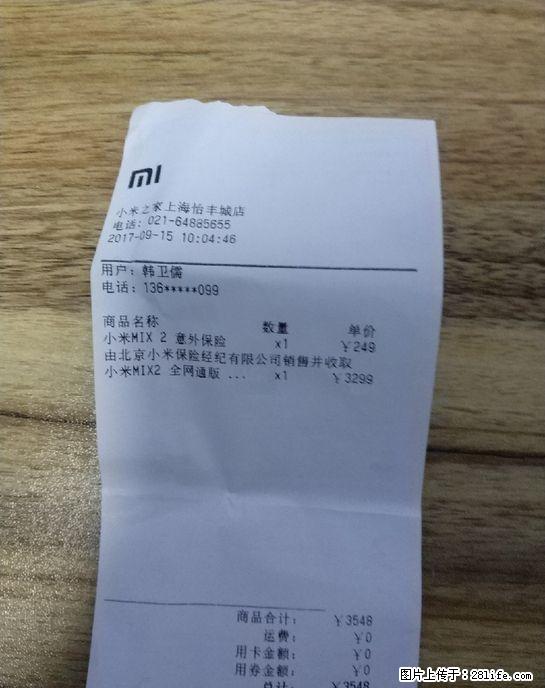 mi
小米之家上海怡丰城店
电话: 021-64885655
2017-09-15 10:04:46
用户: 韩卫儒
电话: 136*****099
商品名称 数量 单价
小米MIX 2 意外保险 x1 ￥249
由北京小米保险经纪有限公司销售并收取
小米MIX2 全网通版 ... x1 ￥3299
商品合计: ￥3548
运费: ￥0
用卡金额: ￥0
用券金额: ￥0
总计: ￥3548
图片上传于：28life.com